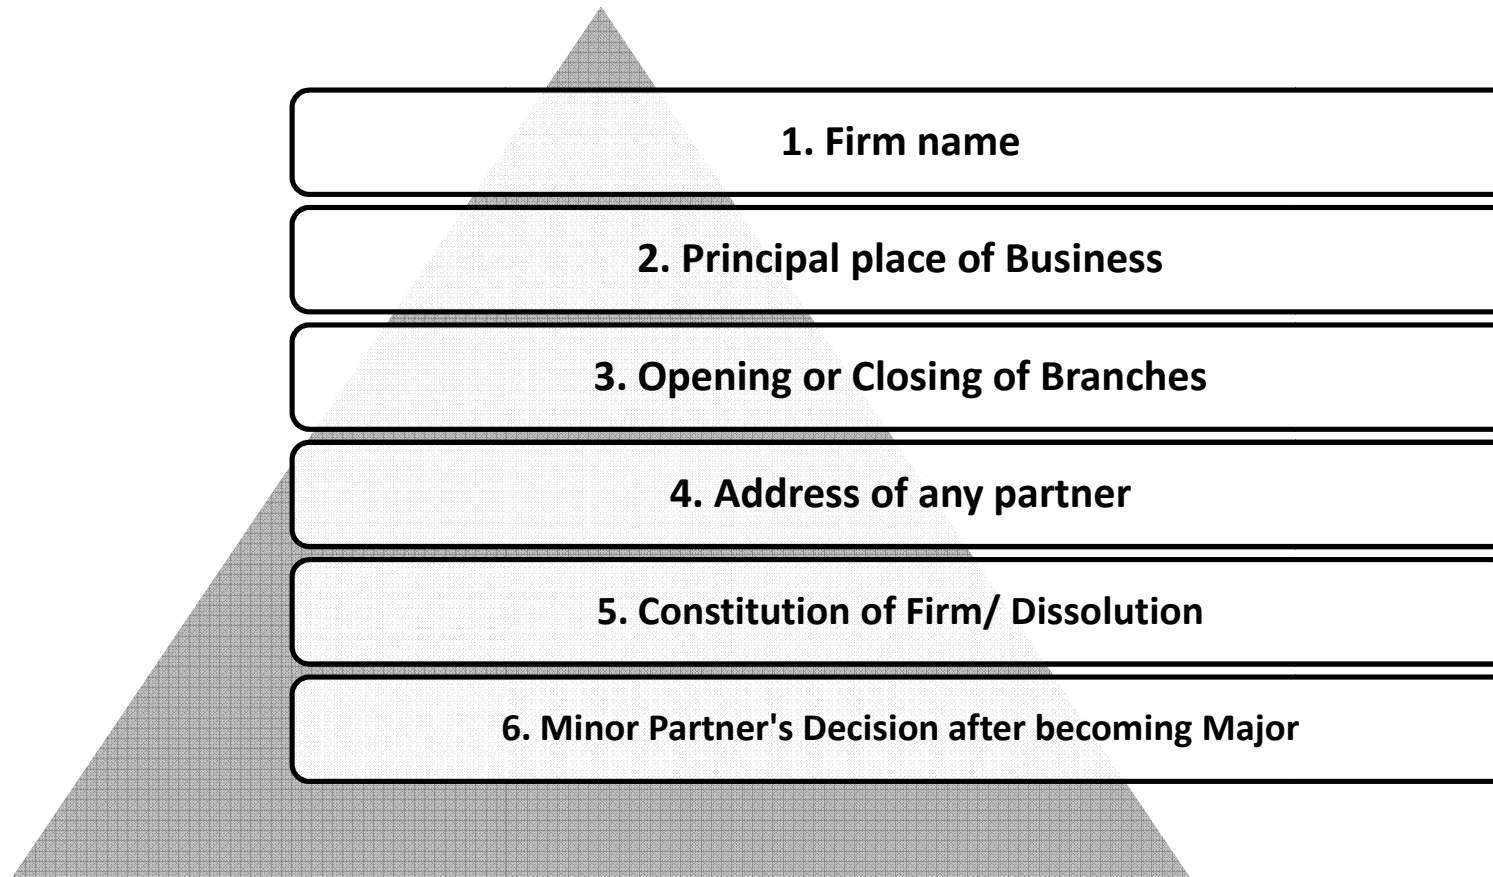 1. Firm name
2. Principal place of Business
3. Opening or Closing of Branches
4. Address of any partner
5. Constitution of Firm/ Dissolution
6. Minor Partner's Decision after becoming Major